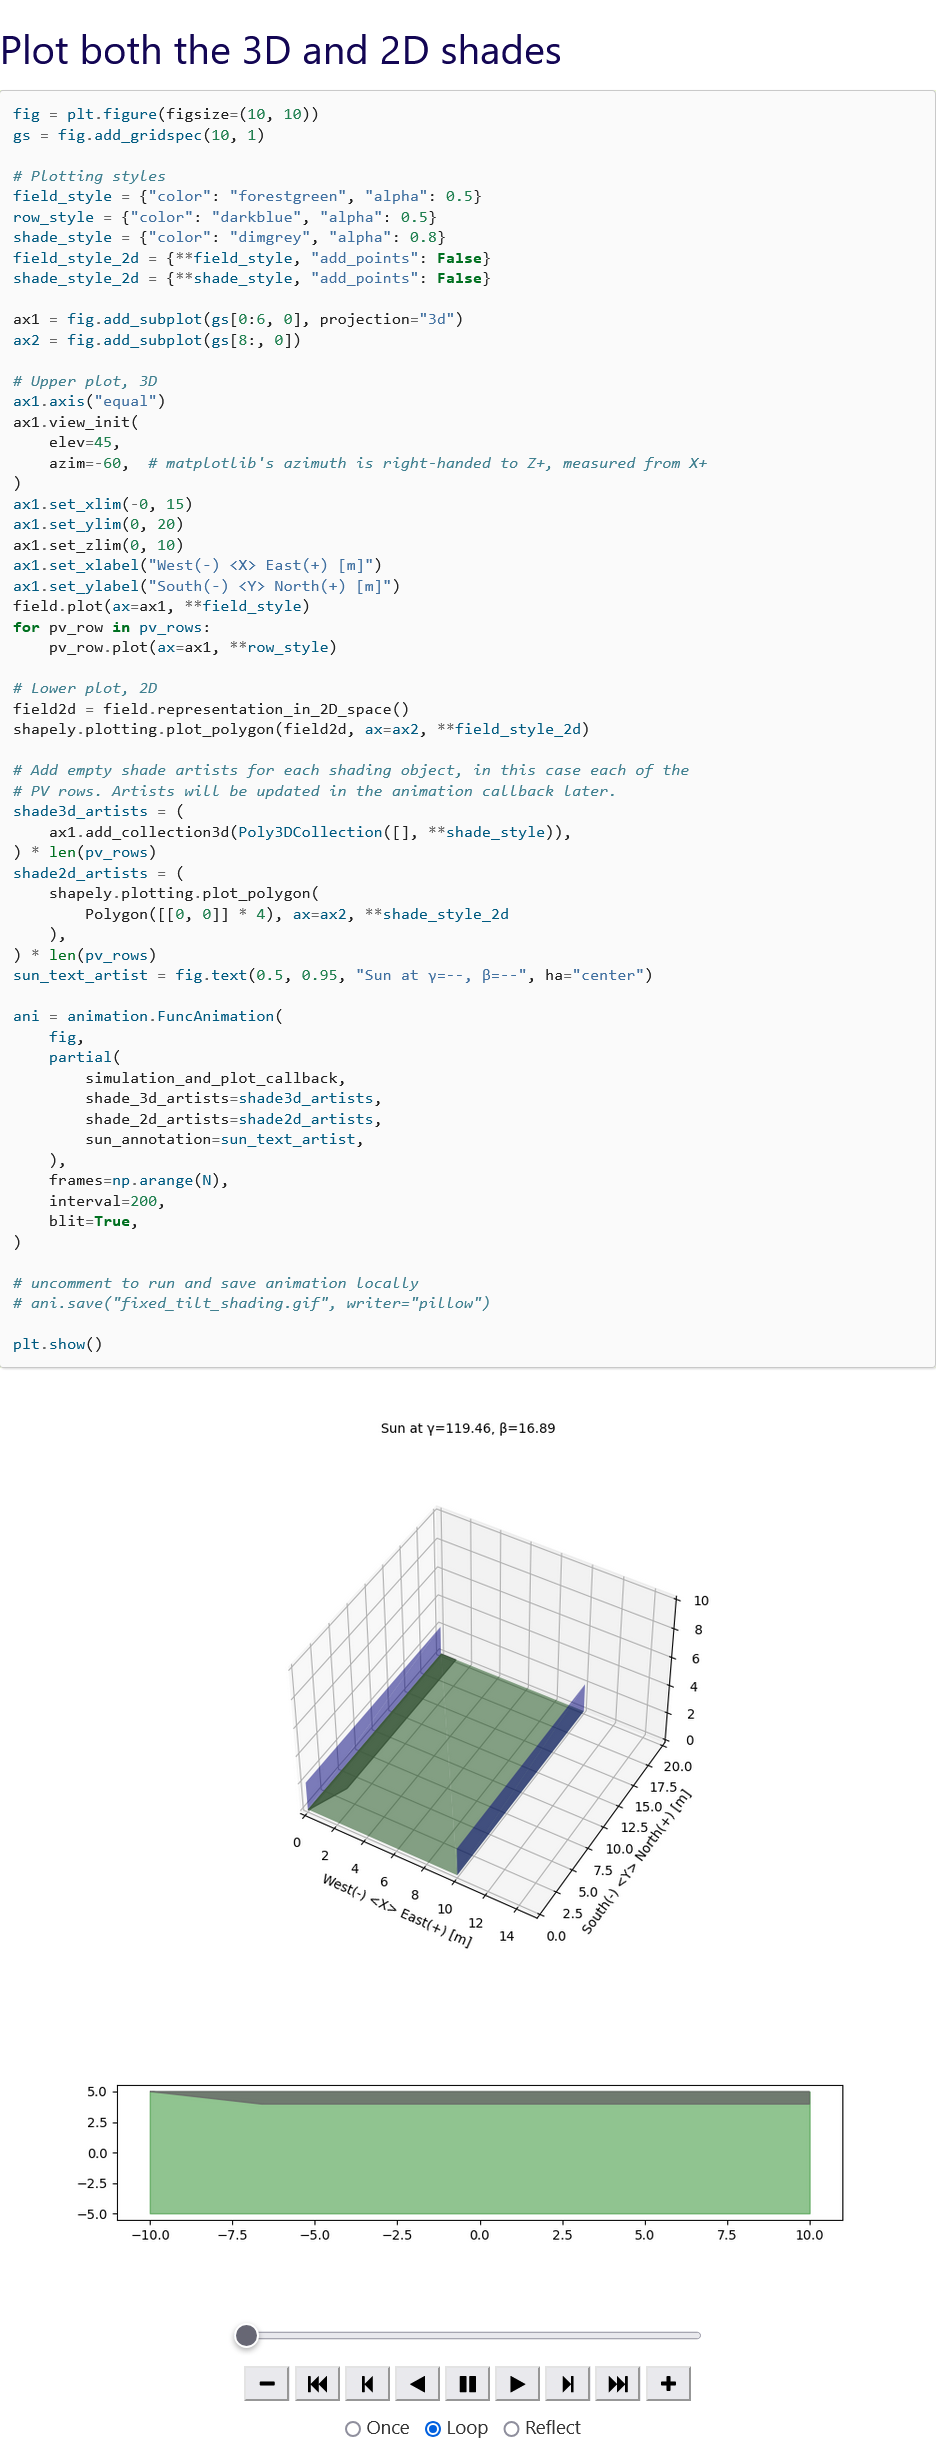 Plot both the 3D and 2D shades
fig = plt.figure(figsize=(10, 10))
gs = fig.add_gridspec(10, 1)
# Plotting styles
field_style = {"color": "forestgreen", "alpha": 0.5}
row_style = {"color": "darkblue", "alpha": 0.5}
shade_style = {"color": "dimgrey", "alpha": 0.8}
field_style_2d = {**field_style, "add_points": False}
shade_style_2d = {**shade_style, "add_points": False}
ax1 = fig.add_subplot(gs[0:6, 0], projection="3d")
ax2 = fig.add_subplot(gs[8:, 0])
# Upper plot, 3D
ax1.axis("equal")
ax1.view_init(
    elev=45,
    azim=-60,  # matplotlib's azimuth is right-handed to Z+, measured from X+
)
ax1.set_xlim(-0, 15)
ax1.set_ylim(0, 20)
ax1.set_zlim(0, 10)
ax1.set_xlabel("West(-) <X> East(+) [m]")
ax1.set_ylabel("South(-) <Y> North(+) [m]")
field.plot(ax=ax1, **field_style)
for pv_row in pv_rows:
    pv_row.plot(ax=ax1, **row_style)
# Lower plot, 2D
field2d = field.representation_in_2D_space()
shapely.plotting.plot_polygon(field2d, ax=ax2, **field_style_2d)
# Add empty shade artists for each shading object, in this case each of the
# PV rows. Artists will be updated in the animation callback later.
shade3d_artists = (
    ax1.add_collection3d(Poly3DCollection([], **shade_style)),
) * len(pv_rows)
shade2d_artists = (
    shapely.plotting.plot_polygon(
        Polygon([[0, 0]] * 4), ax=ax2, **shade_style_2d
    ),
) * len(pv_rows)
sun_text_artist = fig.text(0.5, 0.95, "Sun at γ=--, β=--", ha="center")
ani = animation.FuncAnimation(
    fig,
    partial(
        simulation_and_plot_callback,
        shade_3d_artists=shade3d_artists,
        shade_2d_artists=shade2d_artists,
        sun_annotation=sun_text_artist,
    ),
    frames=np.arange(N),
    interval=200,
    blit=True,
)
# uncomment to run and save animation locally
# ani.save("fixed_tilt_shading.gif", writer="pillow")
plt.show()
Sun at γ=119.46, β=16.89
10
8
6
4
2
0
20.0
17.5
15.0
12.5
10.0
7.5
5.0
2.5
0.0
South(-) <Y> North(+) [m]
0
2
4
6
8
10
12
14
West(-) <X> East(+) [m]
5.0
2.5
0.0
−2.5
−5.0
−10.0 −7.5 −5.0 −2.5 0.0 2.5 5.0 7.5 10.0
Once Loop Reflect